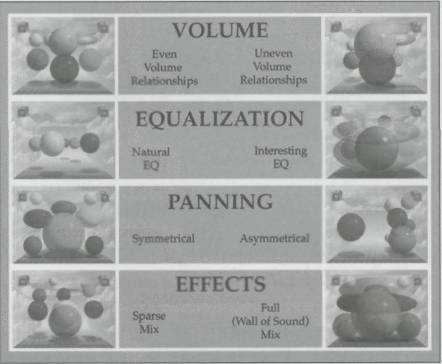 VOLUME
Even Uneven
Volume Volume
Relationships Relationships
EQUALIZATION
Natural Interesting
EQ EQ
PANNING
Symmetrical Asymmetrical
EFFECTS
Sparse Full
Mix (Wall of Sound)
Mix